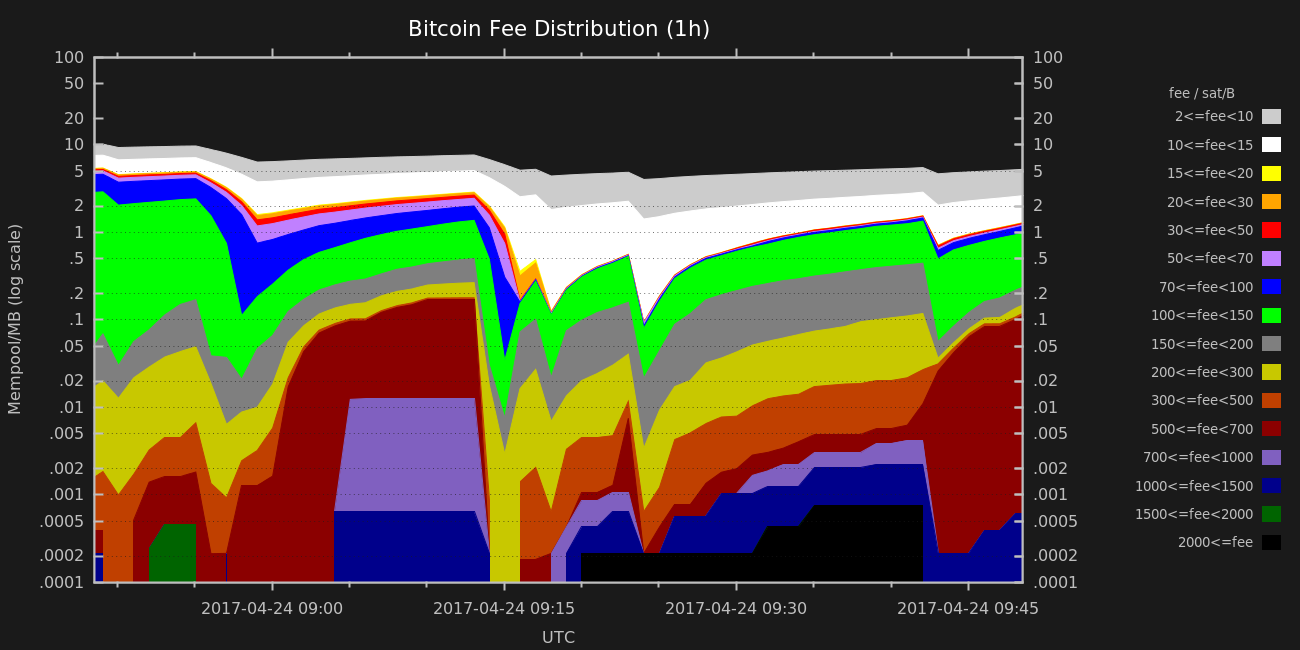 Bitcoin Fee Distribution (1h)
100
50
20
10
5
2
1
.5
.2
.1
.05
.02
.01
.005
.002
.001
.0005
.0002
.0001
Mempool/MB (log scale)
100
50
20
10
5
2
1
.5
.2
.1
.05
.02
.01
.005
.002
.001
.0005
.0002
.0001
2017-04-24 09:00
2017-04-24 09:15
2017-04-24 09:30
2017-04-24 09:45
UTC
fee / sat/B
2<=fee<10
10<=fee<15
15<=fee<20
20<=fee<30
30<=fee<50
50<=fee<70
70<=fee<100
100<=fee<150
150<=fee<200
200<=fee<300
300<=fee<500
500<=fee<700
700<=fee<1000
1000<=fee<1500
1500<=fee<2000
2000<=fee